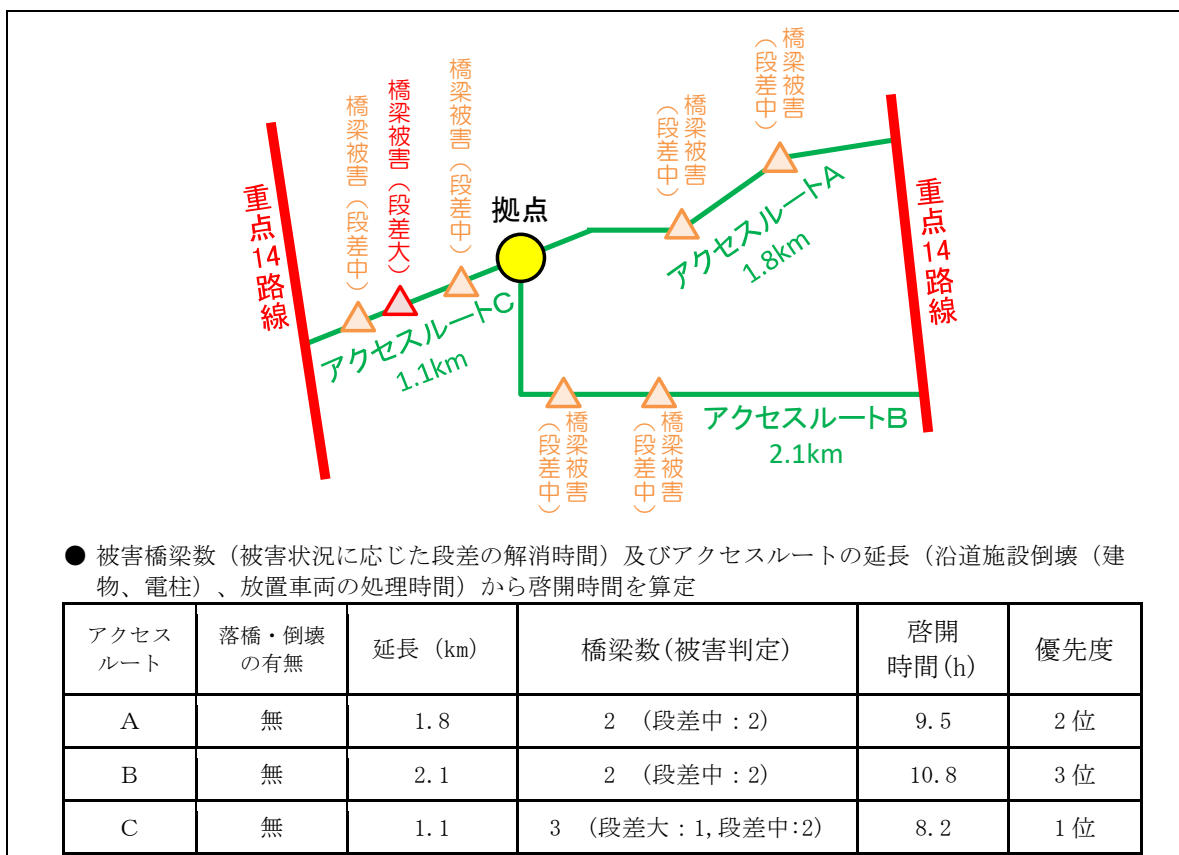 橋梁被害（段差中）
橋梁被害（段差大）
橋梁被害（段差中）
橋梁被害
（段差中）
橋梁被害
（段差中）
重点14路線
拠点
重点14路線
アクセスルートA
1.8km
アクセスルートC
1.1km
アクセスルートB
2.1km
橋梁被害
（段差中）
橋梁被害
（段差中）
● 被害橋梁数（被害状況に応じた段差の解消時間）及びアクセスルートの延長（沿道施設倒壊（建
物、電柱）、放置車両の処理時間）から啓開時間を算定
アクセス
ルート
落橋・倒壊
の有無
延長 (km)
橋梁数(被害判定)
啓開
時間(h)
優先度
A 無 1.8 2 （段差中：2） 9.5 2位
B 無 2.1 2 （段差中：2） 10.8 3位
C 無 1.1 3 （段差大：1,段差中:2） 8.2 1位